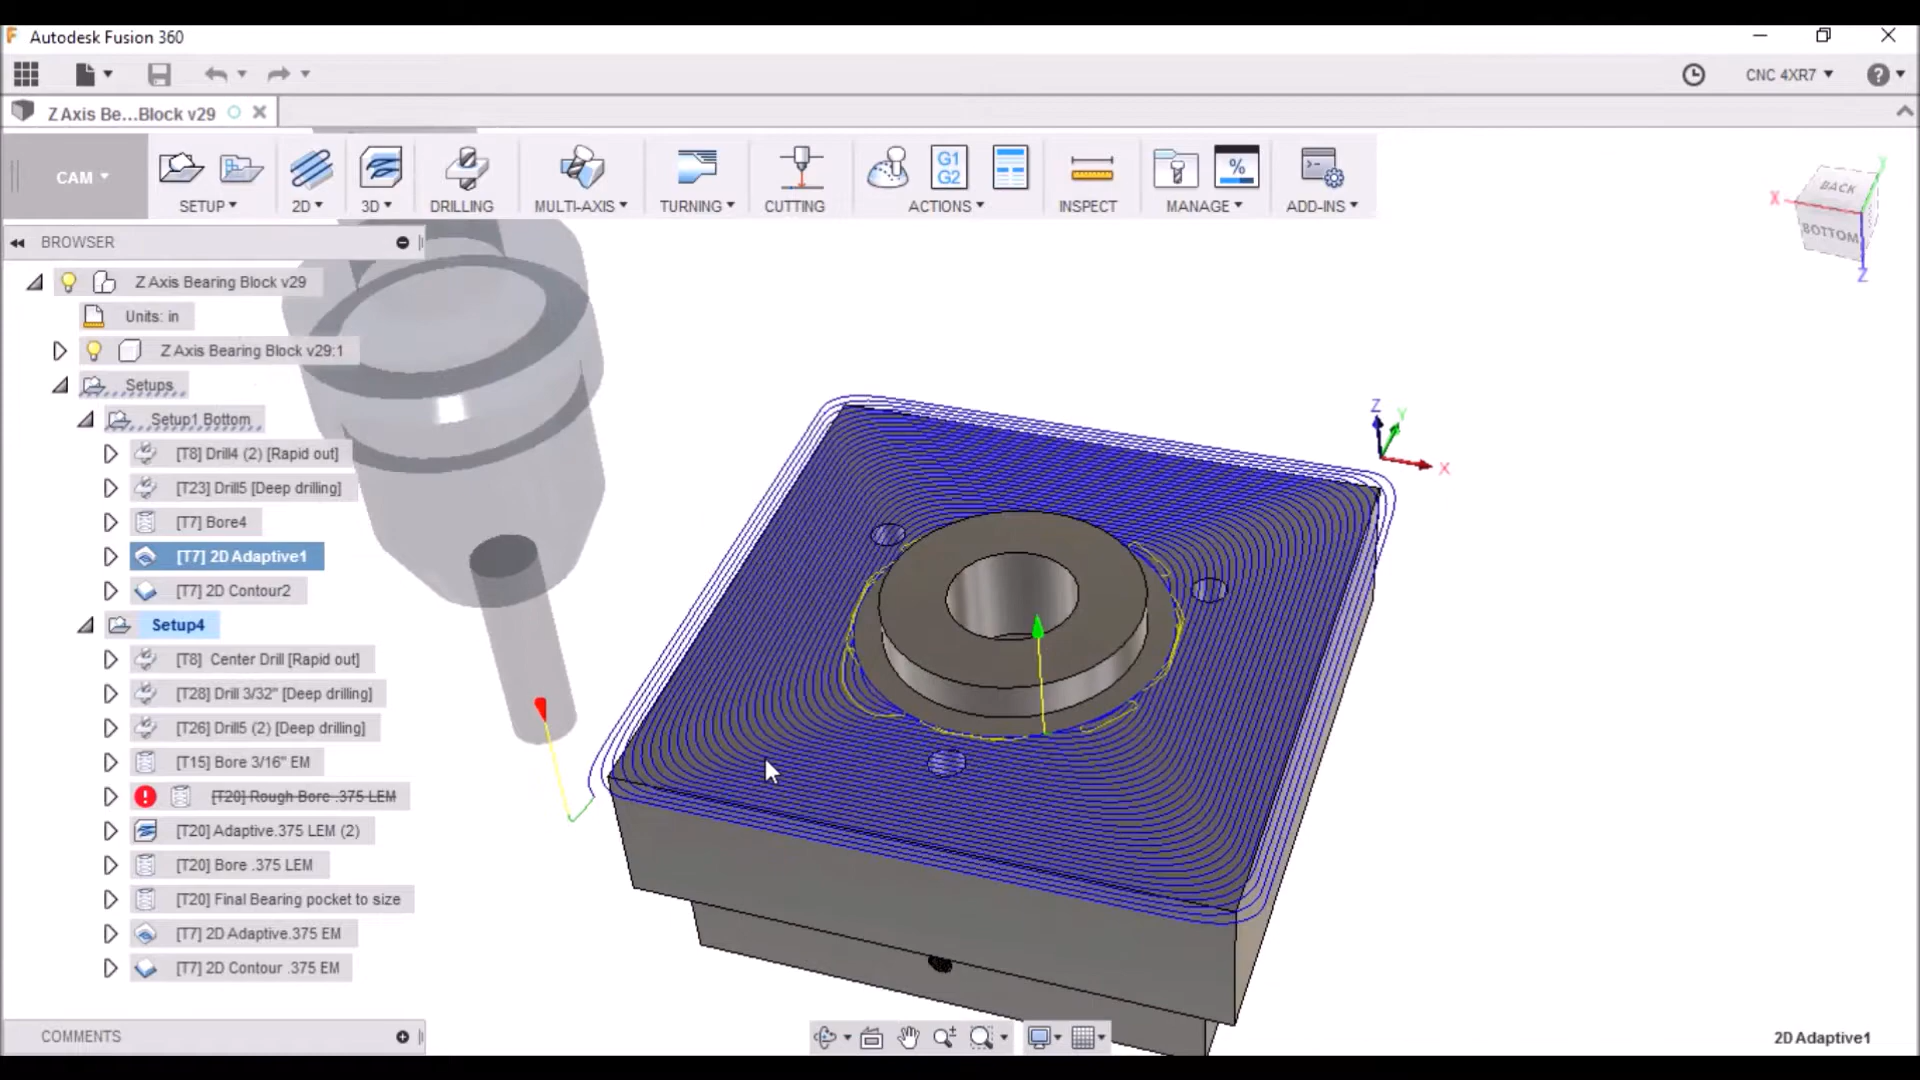 Autodesk Fusion 360
CNC 4XR7
Z Axis Be...Block v29
CAM
SETUP
2D
3D
DRILLING
MULTI-AXIS
TURNING
CUTTING
G1
G2
ACTIONS
INSPECT
%
MANAGE
ADD-INS
BROWSER
Z Axis Bearing Block v29
Units: in
Z Axis Bearing Block v29:1
Setups
Setup1 Bottom
[T8] Drill4 (2) [Rapid out]
[T23] Drill5 [Deep drilling]
[T7] Bore4
[T7] 2D Adaptive1
[T7] 2D Contour2
Setup4
[T8] Center Drill [Rapid out]
[T28] Drill 3/32" [Deep drilling]
[T26] Drill5 (2) [Deep drilling]
[T15] Bore 3/16" EM
[T20] Rough Bore .375 LEM
[T20] Adaptive.375 LEM (2)
[T20] Bore .375 LEM
[T20] Final Bearing pocket to size
[T7] 2D Adaptive.375 EM
[T7] 2D Contour .375 EM
COMMENTS
BACK
BOTTOM
X
Y
Z
Z
Y
X
2D Adaptive1